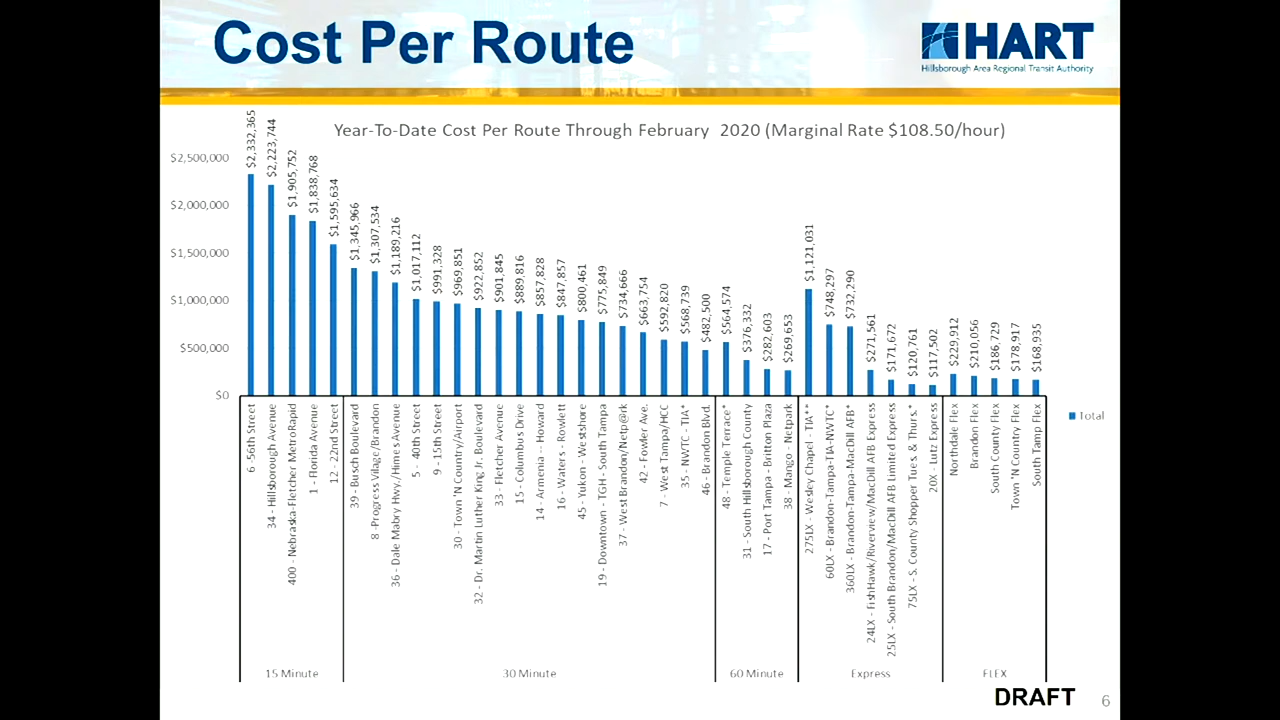 Cost Per Route
HART
Hillsborough Area Regional Transit Authority
Year-To-Date Cost Per Route Through February 2020 (Marginal Rate $108.50/hour)
$2,500,000
$2,000,000
$1,500,000
$1,000,000
$500,000
$0
$2,332,365
$2,223,744
$1,905,752
$1,838,768
$1,595,634
$1,345,966
$1,307,534
$1,189,216
$1,017,112
$991,328
$969,851
$922,852
$901,845
$889,816
$857,828
$847,857
$800,461
$775,849
$734,666
$663,754
$592,820
$568,739
$482,500
$564,574
$376,332
$282,603
$269,653
$1,121,031
$748,297
$732,290
$271,561
$171,672
$120,761
$117,502
$229,912
$210,056
$186,729
$178,917
$168,935
6 -56th Street
34 - Hillsborough Avenue
400 - Nebraska-Fletcher MetroRapid
1 - Florida Avenue
12 - 22nd Street
39 - Busch Boulevard
8 -Progress Village/Brandon
36 - Dale Mabry Hwy./Himes Avenue
5 - 40th Street
9 - 15th Street
30 - Town 'N Country/Airport
32 - Dr. Martin Luther King Jr. Boulevard
33 - Fletcher Avenue
15 - Columbus Drive
14 - Armenia -- Howard
16 - Waters - Rowlett
45 - Yukon - Westshore
19 - Downtown - TGH - South Tampa
37 - West Brandon/Netp@rk
42 - Fowler Ave.
7 - West Tampa/HCC
35 - NWTC - TIA*
46 - Brandon Blvd.
48 - Temple Terrace*
31 - South Hillsborough County
17 - Port Tampa - Britton Plaza
38 - Mango - Netpark
275LX - Wesley Chapel - TIA**
60LX - Brandon-Tampa-TIA-NWTC*
360LX - Brandon-Tampa-MacDill AFB*
24LX - FishHawk/Riverview/MacDill AFB Express
25LX - South Brandon/MacDill AFB Limited Express
75LX - S. County Shopper Tues. & Thurs.*
20X - Lutz Express
Northdale Flex
Brandon Flex
South County Flex
Town 'N Country Flex
South Tamp Flex
Total
15 Minute
30 Minute
60 Minute
Express
FLEX
DRAFT
6